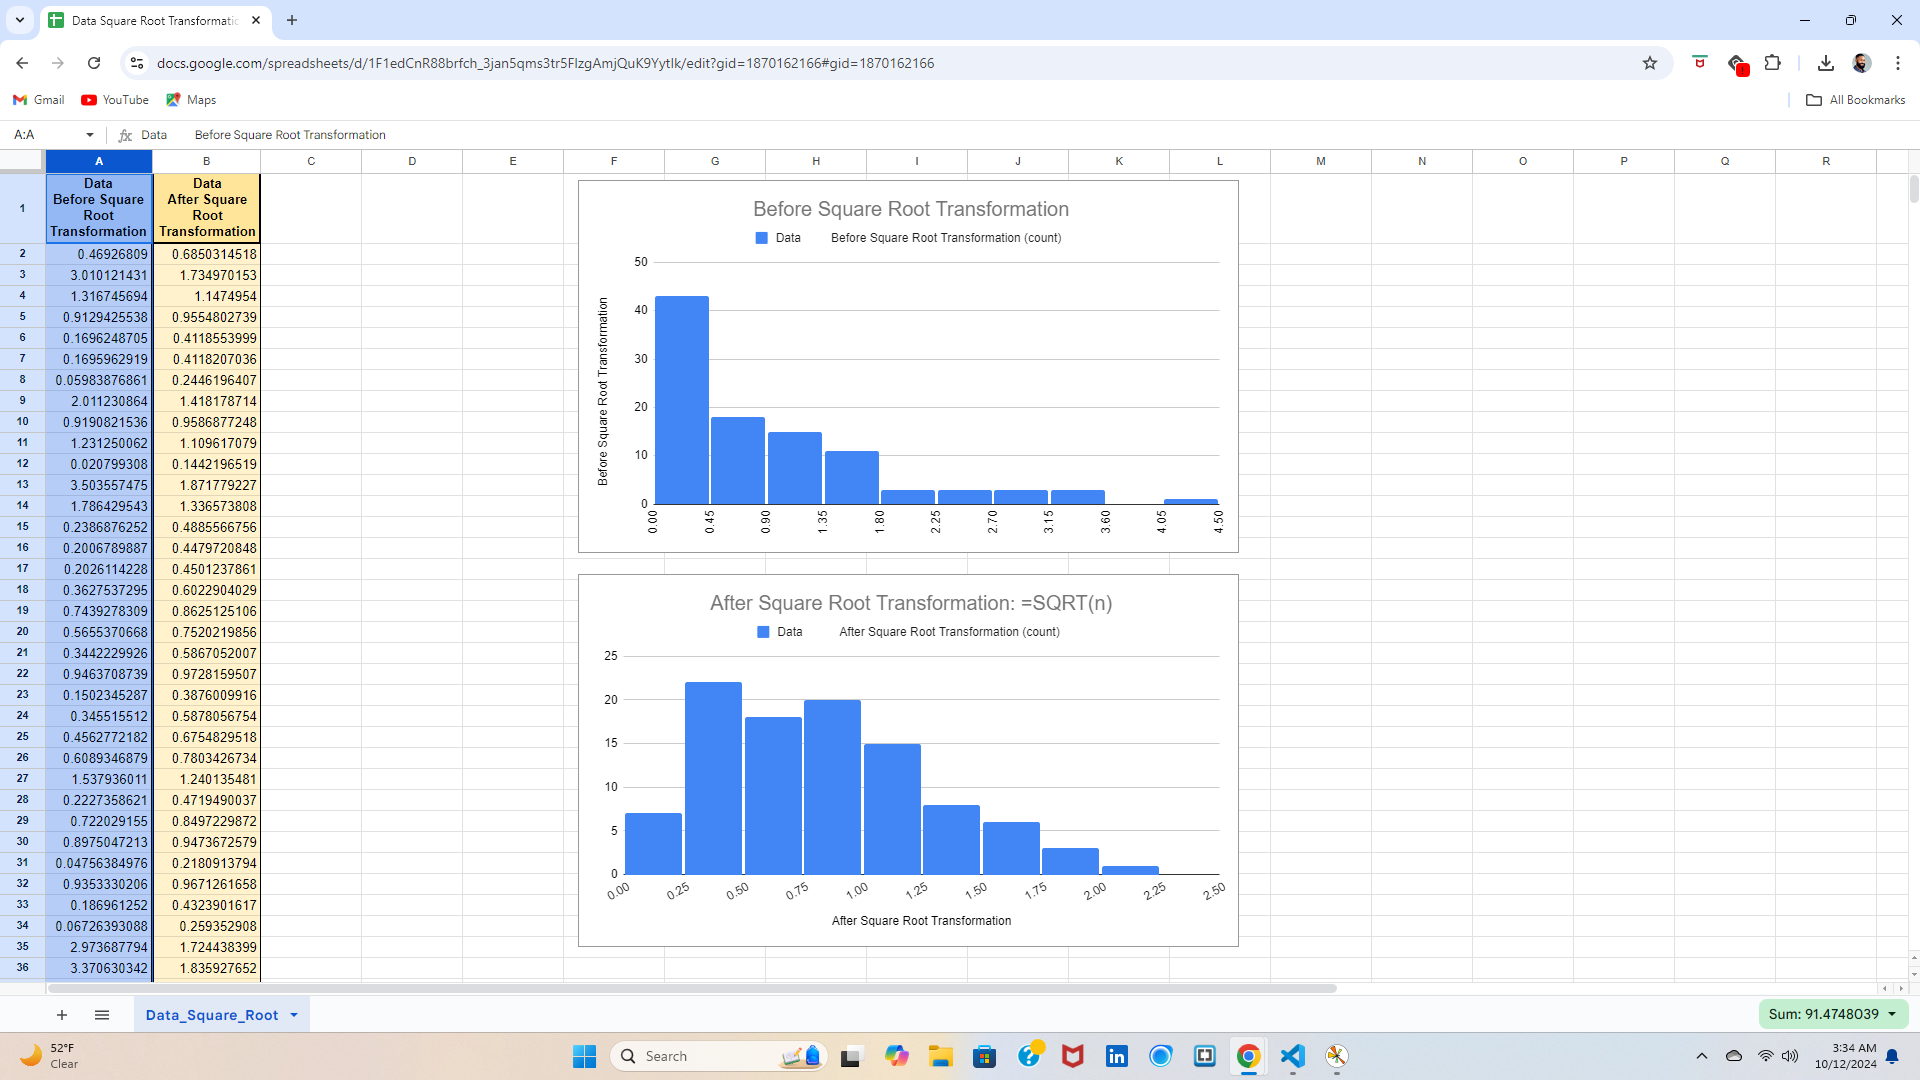 Data Square Root Transformatic
docs.google.com/spreadsheets/d/1F1edCnR88brfch_3jan5qms3tr5FlzgAmjQuK9Yytlk/edit?gid=1870162166#gid=1870162166
Gmail YouTube Maps All Bookmarks
A:A fx Data Before Square Root Transformation
A B C D E F G H I J K L M N O P Q R
1
Data
Before Square
Root
Transformation
Data
After Square
Root
Transformation
2 0.46926809 0.6850314518
3 3.010121431 1.734970153
4 1.316745694 1.1474954
5 0.9129425538 0.9554802739
6 0.1696248705 0.4118553999
7 0.1695962919 0.4118207036
8 0.05983876861 0.2446196407
9 2.011230864 1.418178714
10 0.9190821536 0.9586877248
11 1.231250062 1.109617079
12 0.020799308 0.1442196519
13 3.503557475 1.871779227
14 1.786429543 1.336573808
15 0.2386876252 0.4885566756
16 0.2006789887 0.4479720848
17 0.2026114228 0.4501237861
18 0.3627537295 0.6022904029
19 0.7439278309 0.8625125106
20 0.5655370668 0.7520219856
21 0.3442229926 0.5867052007
22 0.9463708739 0.9728159507
23 0.1502345287 0.3876009916
24 0.345515512 0.5878056754
25 0.4562772182 0.6754829518
26 0.6089346879 0.7803426734
27 1.537936011 1.240135481
28 0.2227358621 0.4719490037
29 0.722029155 0.8497229872
30 0.8975047213 0.9473672579
31 0.04756384976 0.2180913794
32 0.9353330206 0.9671261658
33 0.186961252 0.4323901617
34 0.06726393088 0.259352908
35 2.973687794 1.724438399
36 3.370630342 1.835927652
Before Square Root Transformation
Data Before Square Root Transformation (count)
Before Square Root Transformation
50
40
30
20
10
0
0.00 0.45 0.90 1.35 1.80 2.25 2.70 3.15 3.60 4.05 4.50
After Square Root Transformation: =SQRT(n)
Data After Square Root Transformation (count)
25
20
15
10
5
0
0.00 0.25 0.50 0.75 1.00 1.25 1.50 1.75 2.00 2.25 2.50
After Square Root Transformation
Data_Square_Root
Sum: 91.4748039
52°F
Clear
Search
3:34 AM
10/12/2024